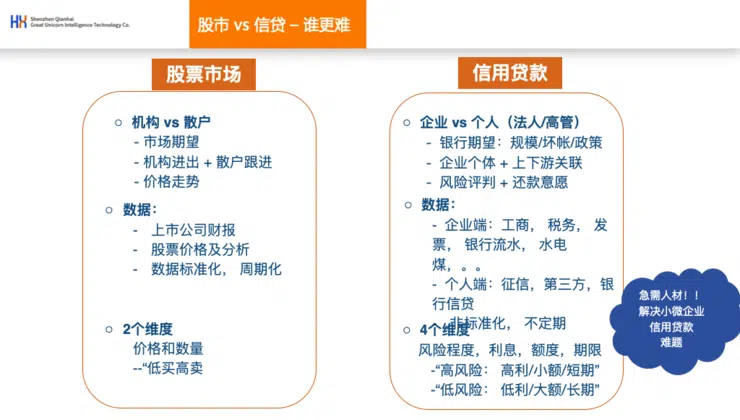 HX
Shenzhen Qianhai
Great Unicorn Intelligence Technology Co.
股市 vs 信贷 – 谁更难
股票市场
○ 机构 vs 散户
- 市场期望
- 机构进出 + 散户跟进
- 价格走势
○ 数据：
- 上市公司财报
- 股票价格及分析
- 数据标准化， 周期化
○ 2个维度
价格和数量
--“低买高卖
信用贷款
○ 企业 vs 个人（法人/高管）
- 银行期望：规模/坏帐/政策
- 企业个体 + 上下游关联
- 风险评判 + 还款意愿
○ 数据：
- 企业端：工商， 税务， 发
票， 银行流水， 水电
煤，。。
- 个人端：征信，第三方，银
行信贷
非标准化， 不定期
○ 4个维度
风险程度，利息，额度，期限
-“高风险： 高利/小额/短期”
-“低风险： 低利/大额/长期”
急需人材！！
解决小微企业
信用贷款
难题